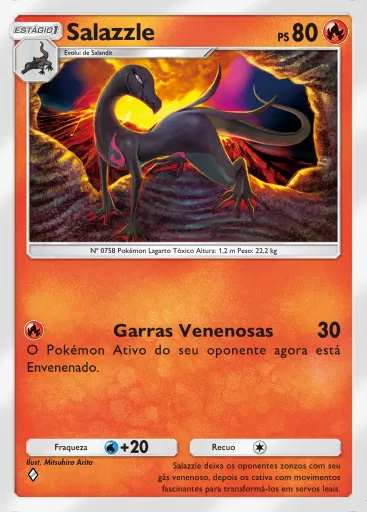 ESTÁGIO 1
Salazzle
PS 80
Evolui de Salandit
Nº 0758 Pokémon Lagarto Tóxico Altura: 1,2 m Peso: 22,2 kg
Garras Venenosas 30
O Pokémon Ativo do seu oponente agora está
Envenenado.
Fraqueza +20
Recuo
Ilust. Mitsuhiro Arita
Salazzle deixa os oponentes zonzos com seu
gás venenoso, depois os cativa com movimentos
fascinantes para transformá-los em servos leais.